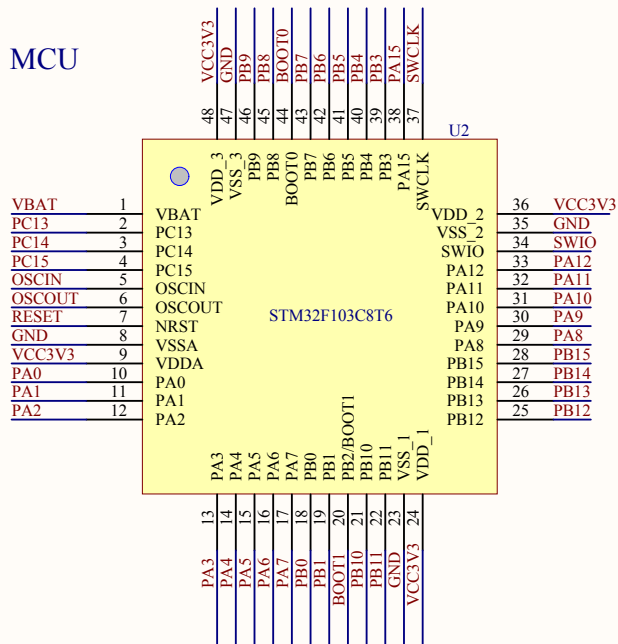 MCU
VCC3V3 GND PB9 PB8 BOOT0 PB7 PB6 PB5 PB4 PB3 PA15 SWCLK
48 47 46 45 44 43 42 41 40 39 38 37
U2
VDD_3 VSS_3 PB9 PB8 BOOT0 PB7 PB6 PB5 PB4 PB3 PA15 SWCLK
VBAT 1 VBAT
PC13 2 PC13
PC14 3 PC14
PC15 4 PC15
OSCIN 5 OSCIN
OSCOUT 6 OSCOUT
RESET 7 NRST
GND 8 VSSA
VCC3V3 9 VDDA
PA0 10 PA0
PA1 11 PA1
PA2 12 PA2
STM32F103C8T6
VDD_2 36 VCC3V3
VSS_2 35 GND
SWIO 34 SWIO
PA12 33 PA12
PA11 32 PA11
PA10 31 PA10
PA9 30 PA9
PA8 29 PA8
PB15 28 PB15
PB14 27 PB14
PB13 26 PB13
PB12 25 PB12
PA3 PA4 PA5 PA6 PA7 PB0 PB1 PB2/BOOT1 PB10 PB11 VSS_1 VDD_1
13 14 15 16 17 18 19 20 21 22 23 24
PA3 PA4 PA5 PA6 PA7 PB0 PB1 BOOT1 PB10 PB11 GND VCC3V3